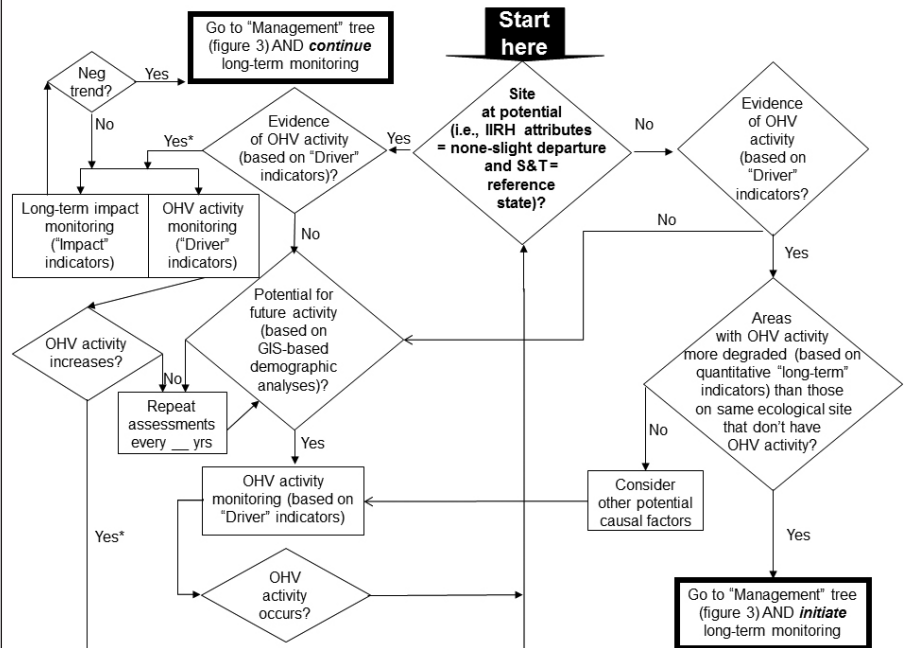 Start
here
Go to “Management” tree
(figure 3) AND continue
long-term monitoring
Neg
trend?
Yes
No
Evidence
of OHV activity
(based on “Driver”
indicators)?
Yes*
Yes
Site
at potential
(i.e., IIRH attributes
= none-slight departure
and S&T =
reference
state)?
No
Evidence
of OHV
activity
(based on
“Driver”
indicators?
Long-term impact
monitoring
(“Impact”
indicators)
OHV activity
monitoring
(“Driver”
indicators)
No
No
Yes
OHV activity
increases?
No
Potential for
future activity
(based on
GIS-based
demographic
analyses)?
Areas
with OHV activity
more degraded (based on
quantitative “long-term”
indicators) than those
on same ecological site
that don’t have
OHV activity?
Repeat
assessments
every __ yrs
Yes
No
OHV activity
monitoring (based on
“Driver” indicators)
Consider
other potential
causal factors
Yes*
Yes
OHV
activity
occurs?
Go to “Management” tree
(figure 3) AND initiate
long-term monitoring